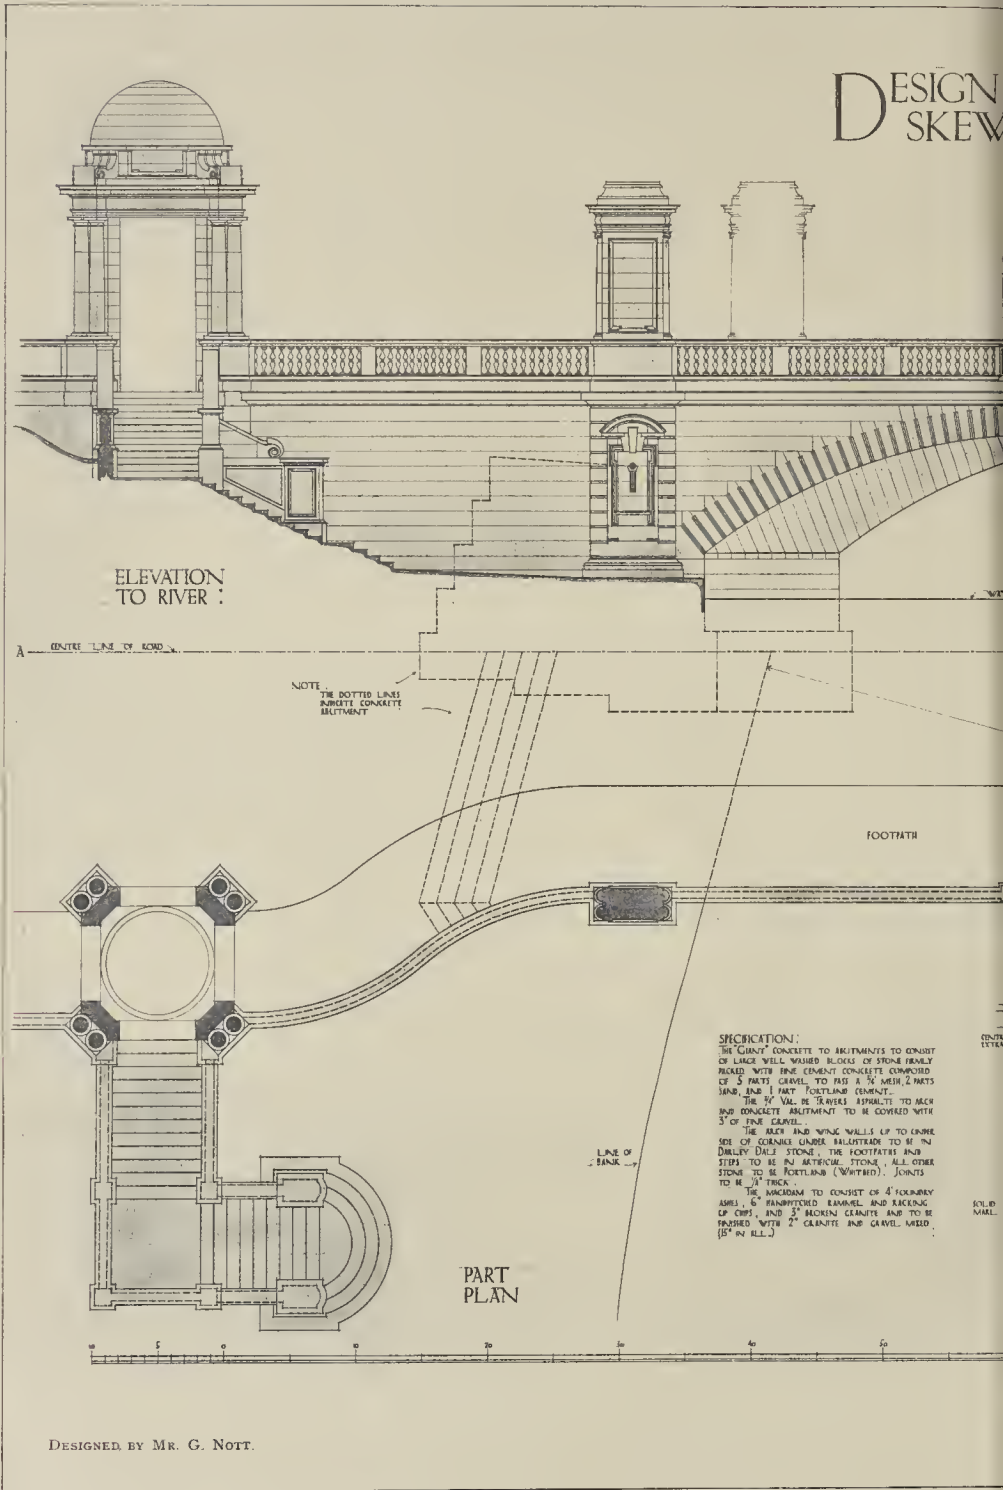 DESIGN
SKEW
ELEVATION
TO RIVER :
A
CENTRE LINE OF ROAD
NOTE.
THE DOTTED LINES
INDICATE CONCRETE
ABUTMENT
FOOTPATH
SPECIFICATION:
THE "GIANT" CONCRETE TO ABUTMENTS TO CONSIST
OF LARGE WELL WASHED BLOCKS OF STONE FIRMLY
PACKED WITH FINE CEMENT CONCRETE COMPOSED
OF 5 PARTS GRAVEL TO PASS A ¾" MESH, 2 PARTS
SAND, AND 1 PART PORTLAND CEMENT.
THE ¾" VAL DE TRAVERS ASPHALTE TO ARCH
AND CONCRETE ABUTMENT TO BE COVERED WITH
3" OF FINE GRAVEL.
THE ARCH AND WING WALLS UP TO UNDER
SIDE OF CORNICE UNDER BALUSTRADE TO BE IN
DARLEY DALE STONE, THE FOOTPATHS AND
STEPS TO BE IN ARTIFICIAL STONE, ALL OTHER
STONE TO BE PORTLAND (WHITBED). JOINTS
TO BE ⅛" THICK.
THE MACADAM TO CONSIST OF 4" FOUNDRY
ASHES, 6" HANDPITCHED RAMMEL AND RACKING
UP CHIPS, AND 3" BROKEN GRANITE AND TO BE
FINISHED WITH 2" GRANITE AND GRAVEL MIXED
(15" IN ALL.)
LINE OF
BANK
SOLID
MARL
PART
PLAN
10 5 0 10 20 30 40 50
DESIGNED BY MR. G. NOTT.